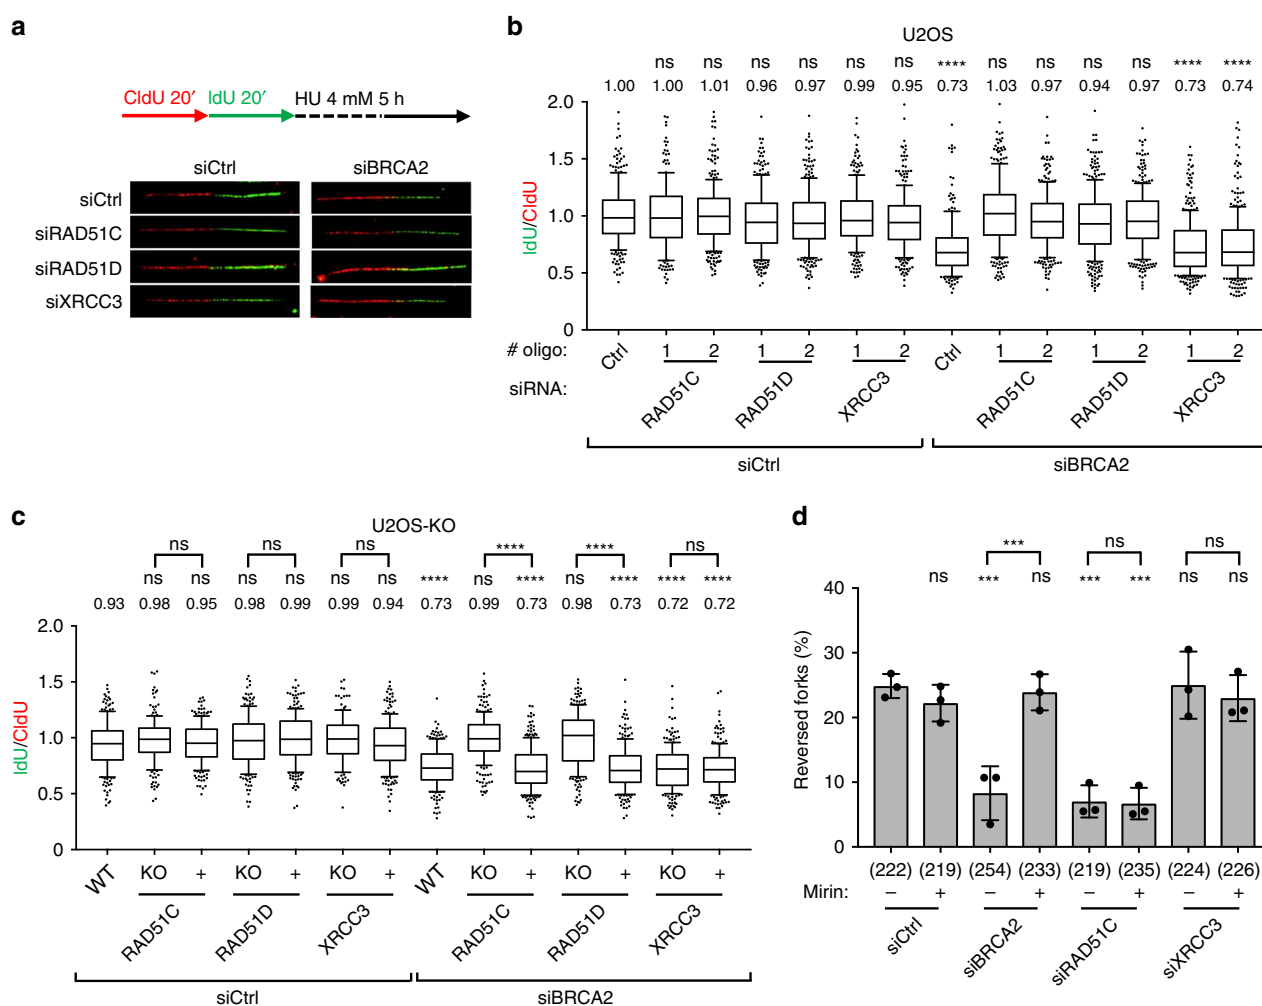 a
CldU 20′ IdU 20′ HU 4 mM 5 h
siCtrl siBRCA2
siCtrl
siRAD51C
siRAD51D
siXRCC3
b
U2OS
ns ns ns ns ns ns **** ns ns ns ns **** ****
1.00 1.00 1.01 0.96 0.97 0.99 0.95 0.73 1.03 0.97 0.94 0.97 0.73 0.74
2.0
1.5
1.0
0.5
0
IdU/CldU
# oligo: Ctrl 1 2 1 2 1 2 Ctrl 1 2 1 2 1 2
siRNA: RAD51C RAD51D XRCC3 RAD51C RAD51D XRCC3
siCtrl siBRCA2
c
U2OS-KO
ns ns ns **** **** ns
ns ns ns ns ns ns **** ns **** ns **** **** ****
0.93 0.98 0.95 0.98 0.99 0.99 0.94 0.73 0.99 0.73 0.98 0.73 0.72 0.72
2.0
1.5
1.0
0.5
0
IdU/CldU
WT KO + KO + KO + WT KO + KO + KO +
RAD51C RAD51D XRCC3 RAD51C RAD51D XRCC3
siCtrl siBRCA2
d
*** ns ns
ns *** ns *** *** ns ns
40
30
20
10
0
Reversed forks (%)
(222) (219) (254) (233) (219) (235) (224) (226)
Mirin: – + – + – + – +
siCtrl siBRCA2 siRAD51C siXRCC3